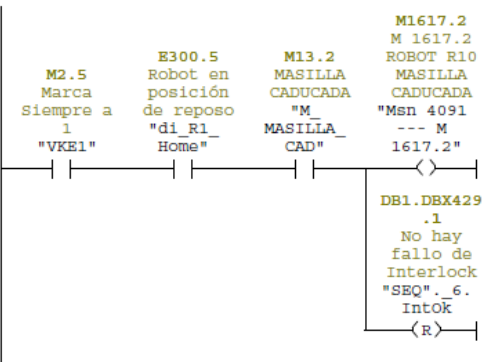 M2.5
Marca
Siempre a
1
"VKE1"
E300.5
Robot en
posición
de reposo
"di_R1_
Home"
M13.2
MASILLA
CADUCADA
"M_
MASILLA_
CAD"
M1617.2
M 1617.2
ROBOT R10
MASILLA
CADUCADA
"Msn 4091
--- M
1617.2"
DB1.DBX429
.1
No hay
fallo de
Interlock
"SEQ"._6.
IntOk
R